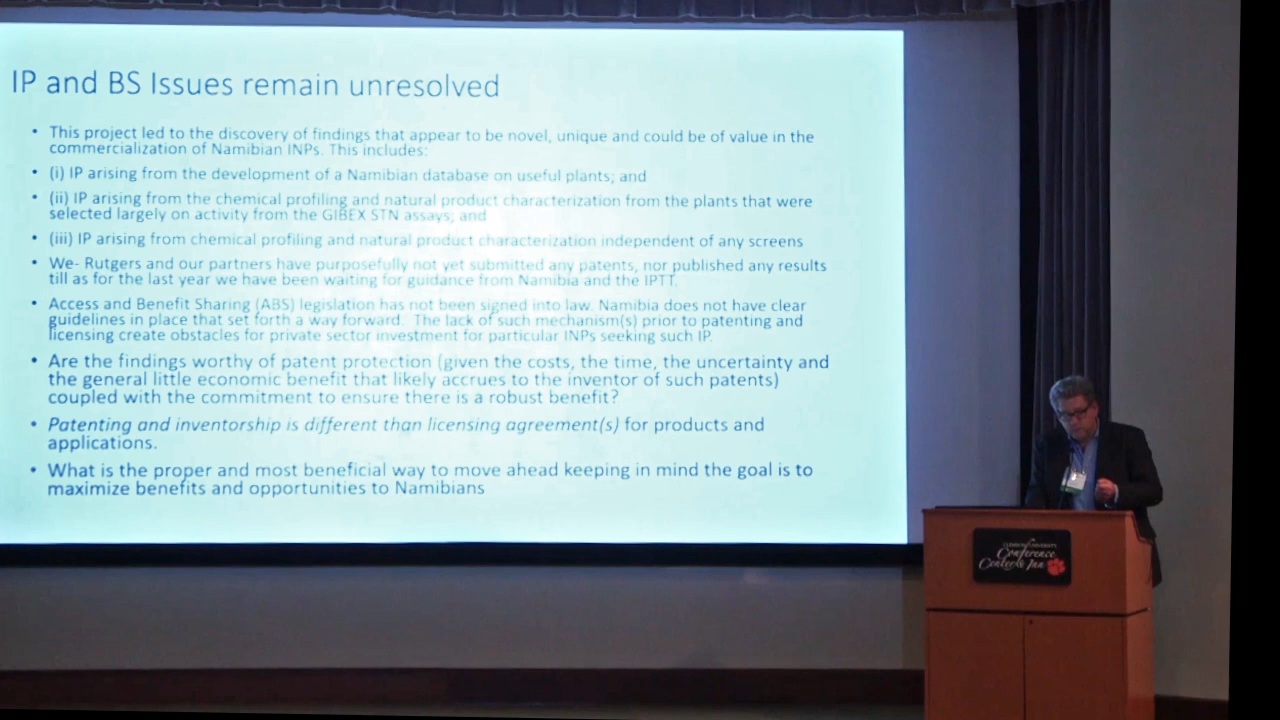 IP and BS Issues remain unresolved
• This project led to the discovery of findings that appear to be novel, unique and could be of value in the
commercialization of Namibian INPs. This includes:
• (i) IP arising from the development of a Namibian database on useful plants; and
• (ii) IP arising from the chemical profiling and natural product characterization from the plants that were
selected largely on activity from the GIBEX STN assays; and
• (iii) IP arising from chemical profiling and natural product characterization independent of any screens
• We- Rutgers and our partners have purposefully not yet submitted any patents, nor published any results
till as for the last year we have been waiting for guidance from Namibia and the IPTT.
• Access and Benefit Sharing (ABS) legislation has not been signed into law. Namibia does not have clear
guidelines in place that set forth a way forward. The lack of such mechanism(s) prior to patenting and
licensing create obstacles for private sector investment for particular INPs seeking such IP.
• Are the findings worthy of patent protection (given the costs, the time, the uncertainty and
the general little economic benefit that likely accrues to the inventor of such patents)
coupled with the commitment to ensure there is a robust benefit?
• Patenting and inventorship is different than licensing agreement(s) for products and
applications.
• What is the proper and most beneficial way to move ahead keeping in mind the goal is to
maximize benefits and opportunities to Namibians
CLEMSON UNIVERSITY
Conference
Center & Inn